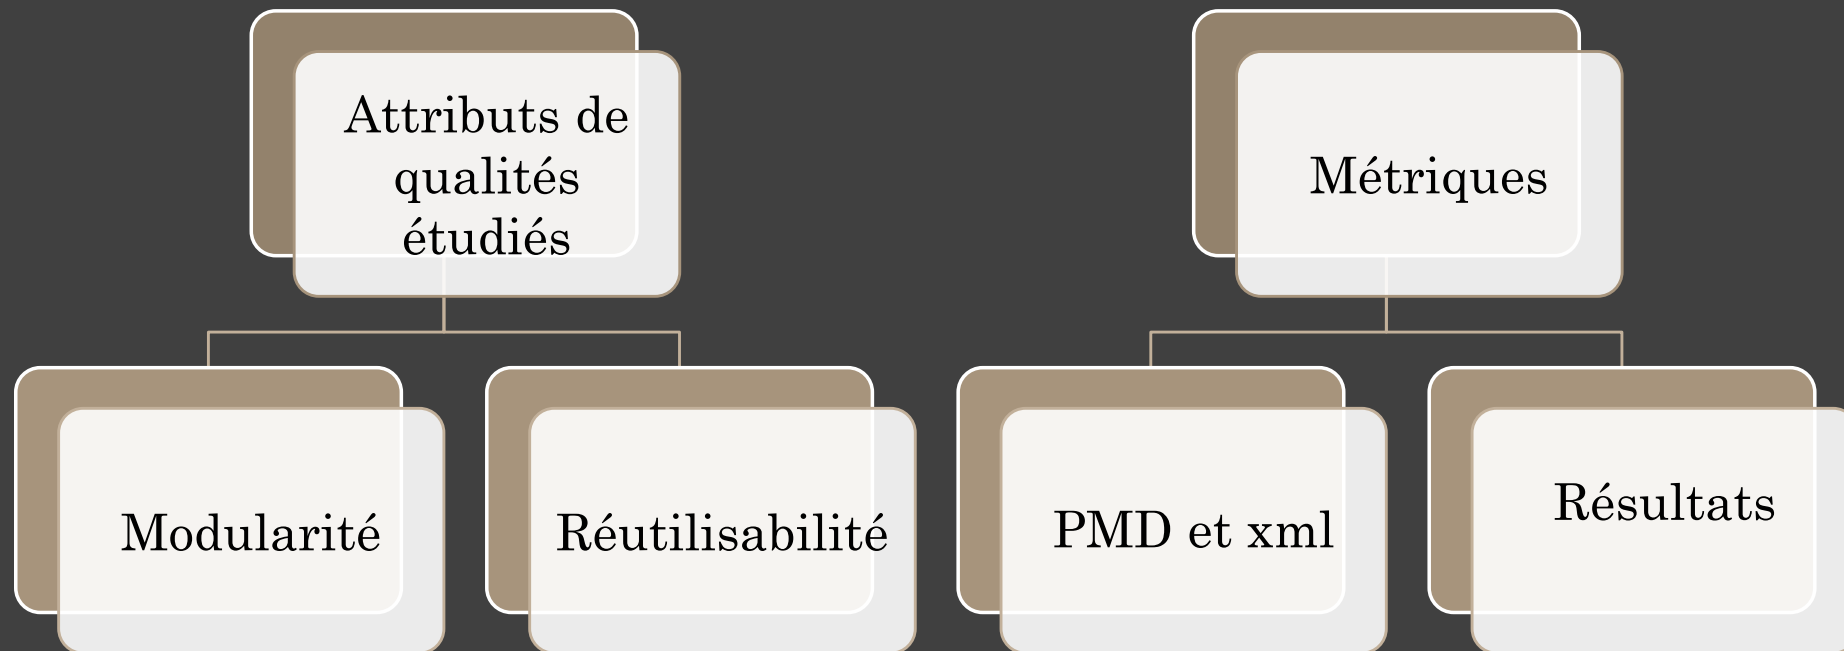 Attributs de
qualités
étudiés
Métriques
Modularité
Réutilisabilité
PMD et xml
Résultats